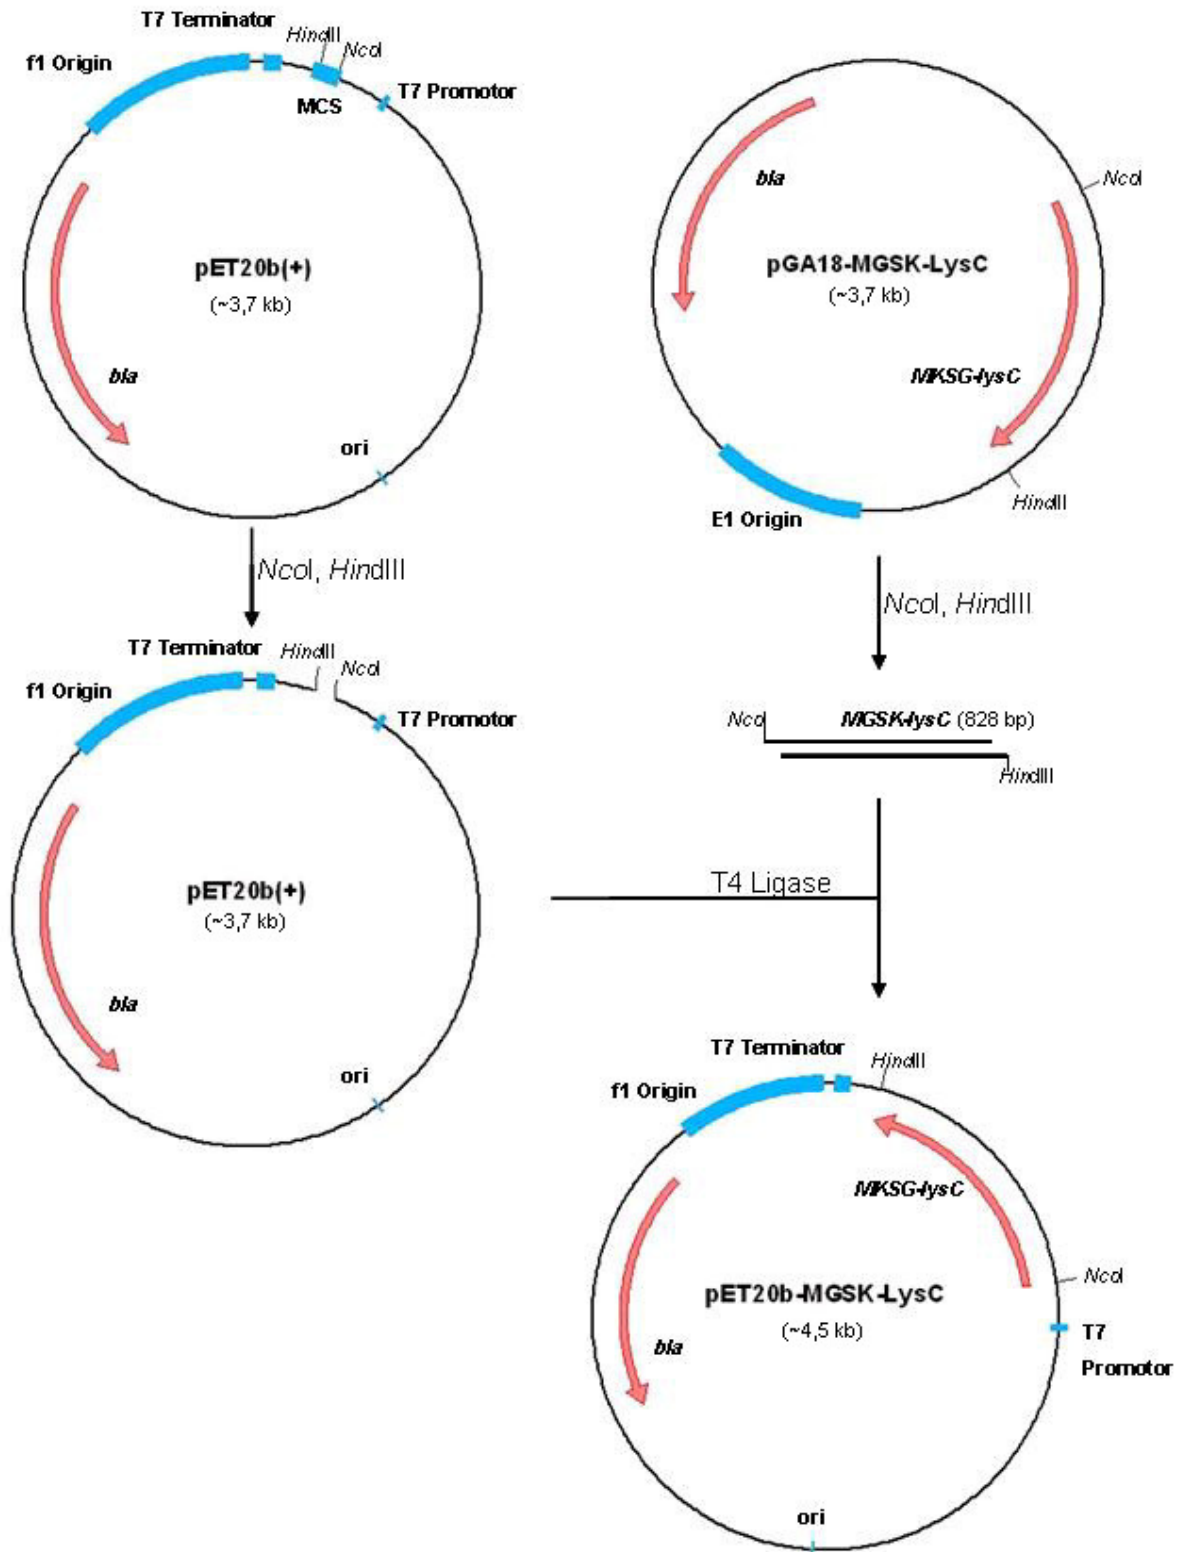 T7 Terminator
HindIII
NcoI
f1 Origin
T7 Promotor
MCS
bla
pET20b(+)
(~3,7 kb)
ori
NcoI
bla
pGA18-MGSK-LysC
(~3,7 kb)
MKSG-lysC
HindIII
E1 Origin
NcoI, HindIII
NcoI, HindIII
T7 Terminator
HindIII
NcoI
f1 Origin
T7 Promotor
pET20b(+)
(~3,7 kb)
bla
ori
NcoI
MGSK-lysC (828 bp)
HindIII
T4 Ligase
T7 Terminator
HindIII
f1 Origin
MKSG-lysC
NcoI
pET20b-MGSK-LysC
(~4,5 kb)
T7
Promotor
bla
ori